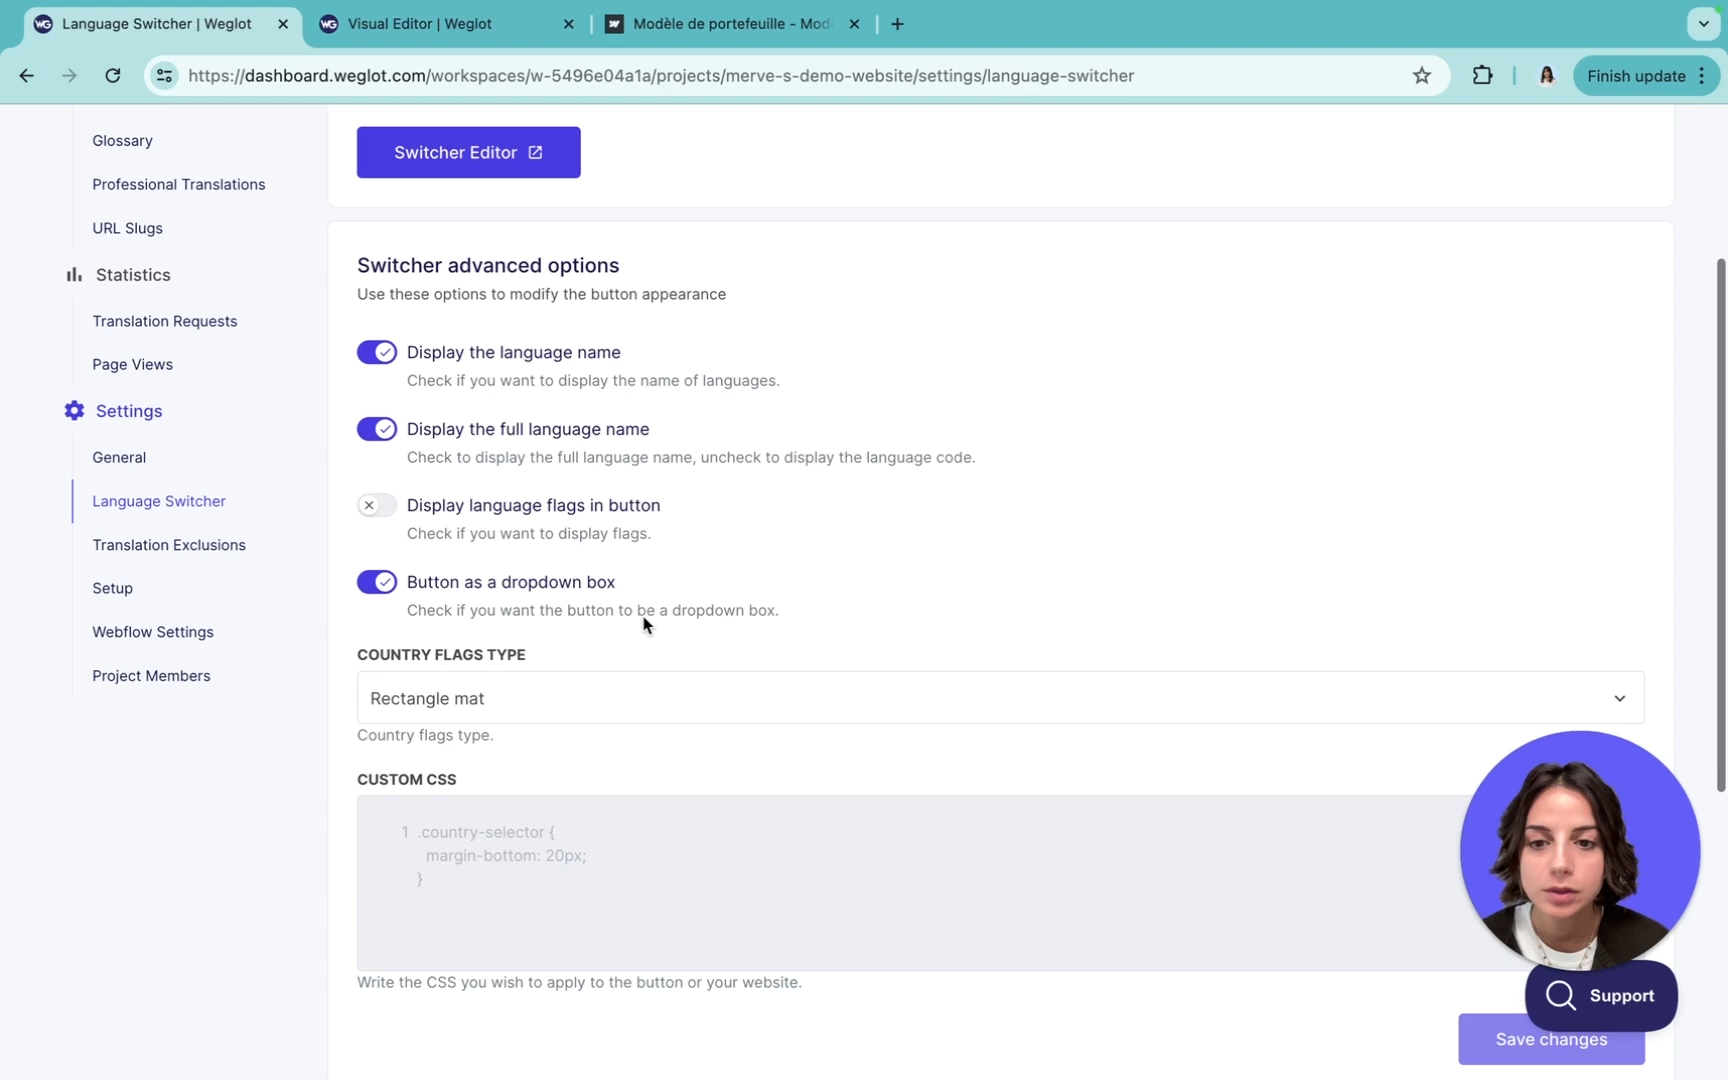 Language Switcher | Weglot
Visual Editor | Weglot
Modèle de portefeuille - Mod
https://dashboard.weglot.com/workspaces/w-5496e04a1a/projects/merve-s-demo-website/settings/language-switcher
Finish update
Glossary
Professional Translations
URL Slugs
Statistics
Translation Requests
Page Views
Settings
General
Language Switcher
Translation Exclusions
Setup
Webflow Settings
Project Members
Switcher Editor
Switcher advanced options
Use these options to modify the button appearance
Display the language name
Check if you want to display the name of languages.
Display the full language name
Check to display the full language name, uncheck to display the language code.
Display language flags in button
Check if you want to display flags.
Button as a dropdown box
Check if you want the button to be a dropdown box.
COUNTRY FLAGS TYPE
Rectangle mat
Country flags type.
CUSTOM CSS
1 .country-selector {
margin-bottom: 20px;
}
Write the CSS you wish to apply to the button or your website.
Support
Save changes